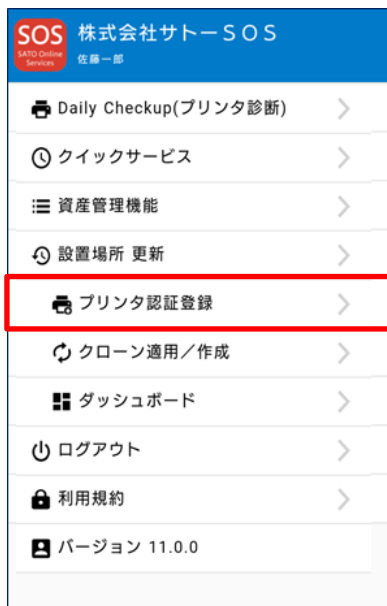 SOS
SATO Online
Services
株式会社サトーＳＯＳ
佐藤一郎
Daily Checkup(プリンタ診断)
クイックサービス
資産管理機能
設置場所 更新
プリンタ認証登録
クローン適用／作成
ダッシュボード
ログアウト
利用規約
バージョン 11.0.0